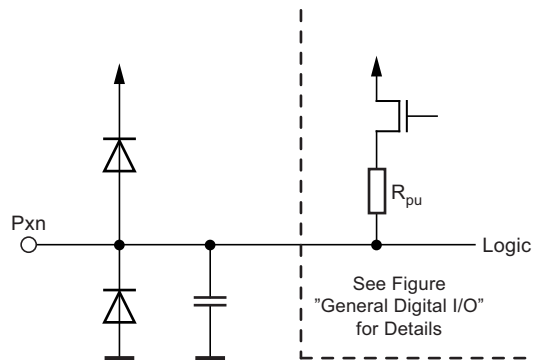 Pxn
R_pu
Logic
See Figure
"General Digital I/O"
for Details